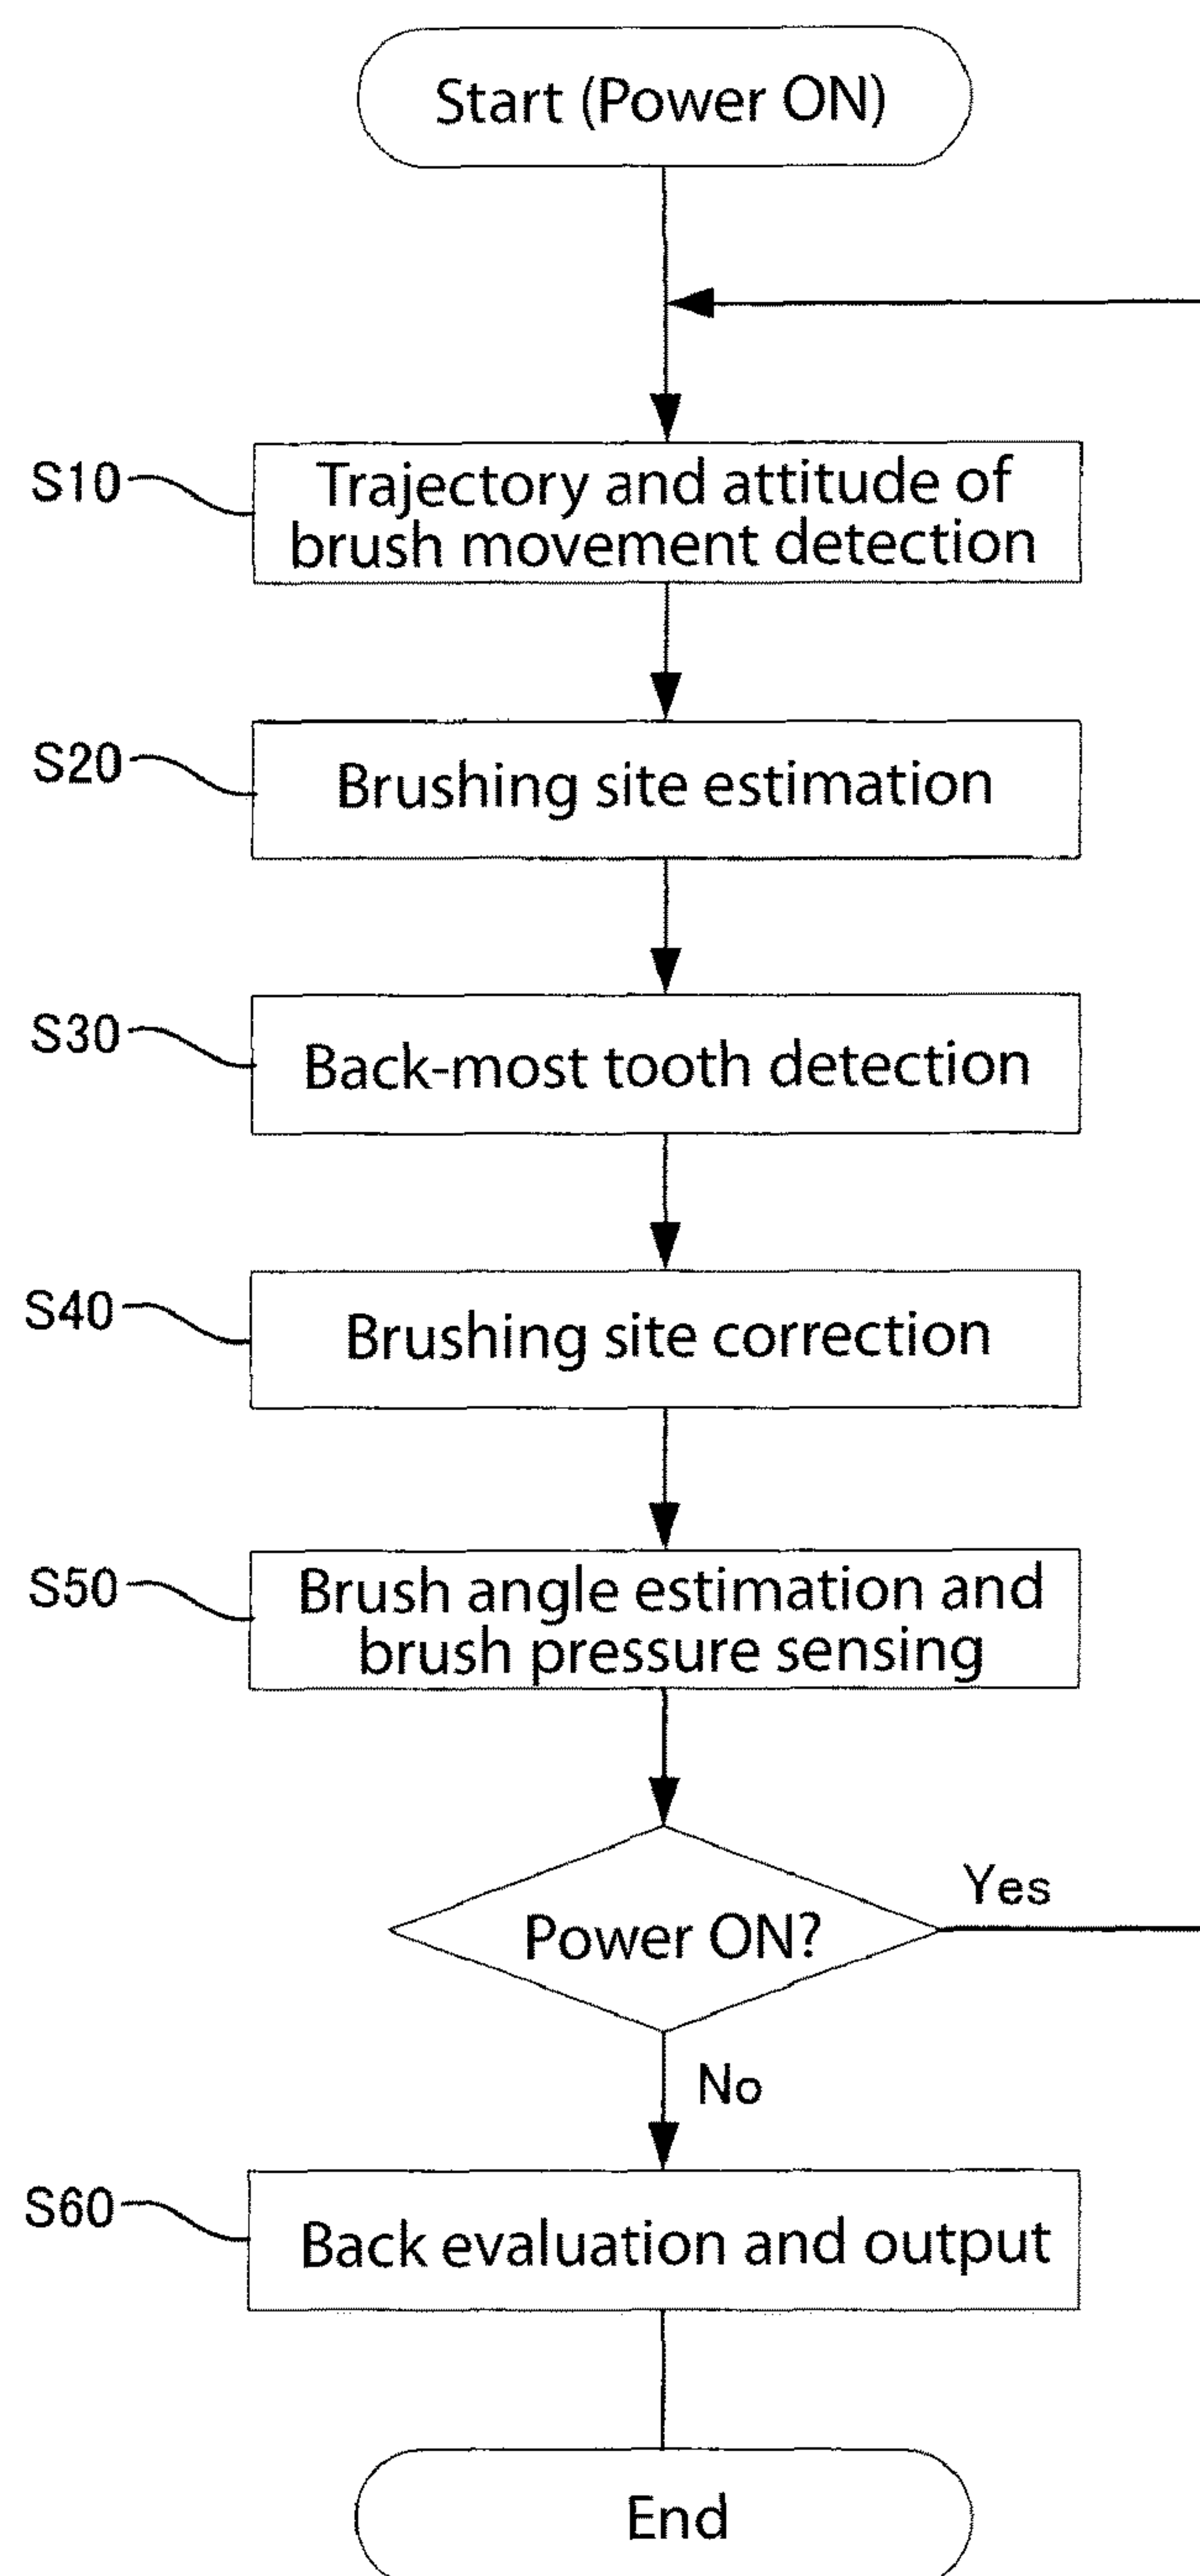 Start (Power ON)
S10
Trajectory and attitude of
brush movement detection
S20
Brushing site estimation
S30
Back-most tooth detection
S40
Brushing site correction
S50
Brush angle estimation and
brush pressure sensing
Power ON?
Yes
No
S60
Back evaluation and output
End